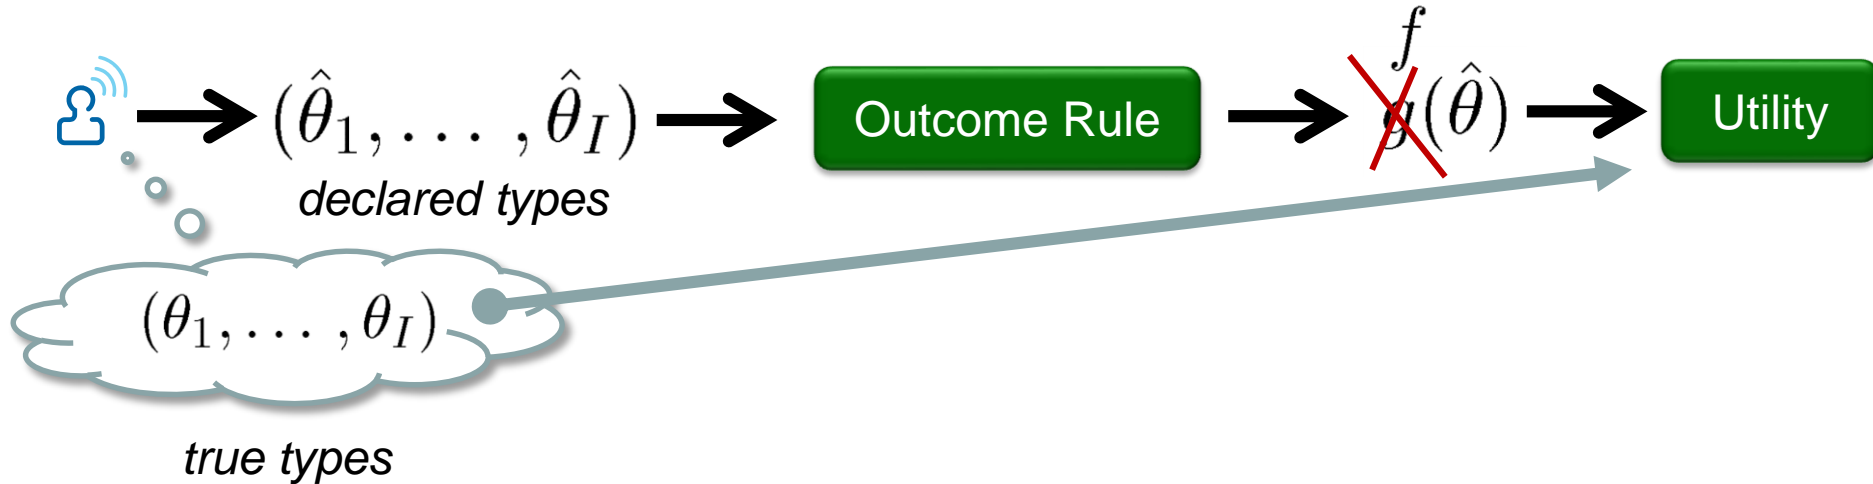 f
(θ̂₁, . . . , θ̂_I) Outcome Rule g(θ̂) Utility
declared types
(θ₁, . . . , θ_I)
true types